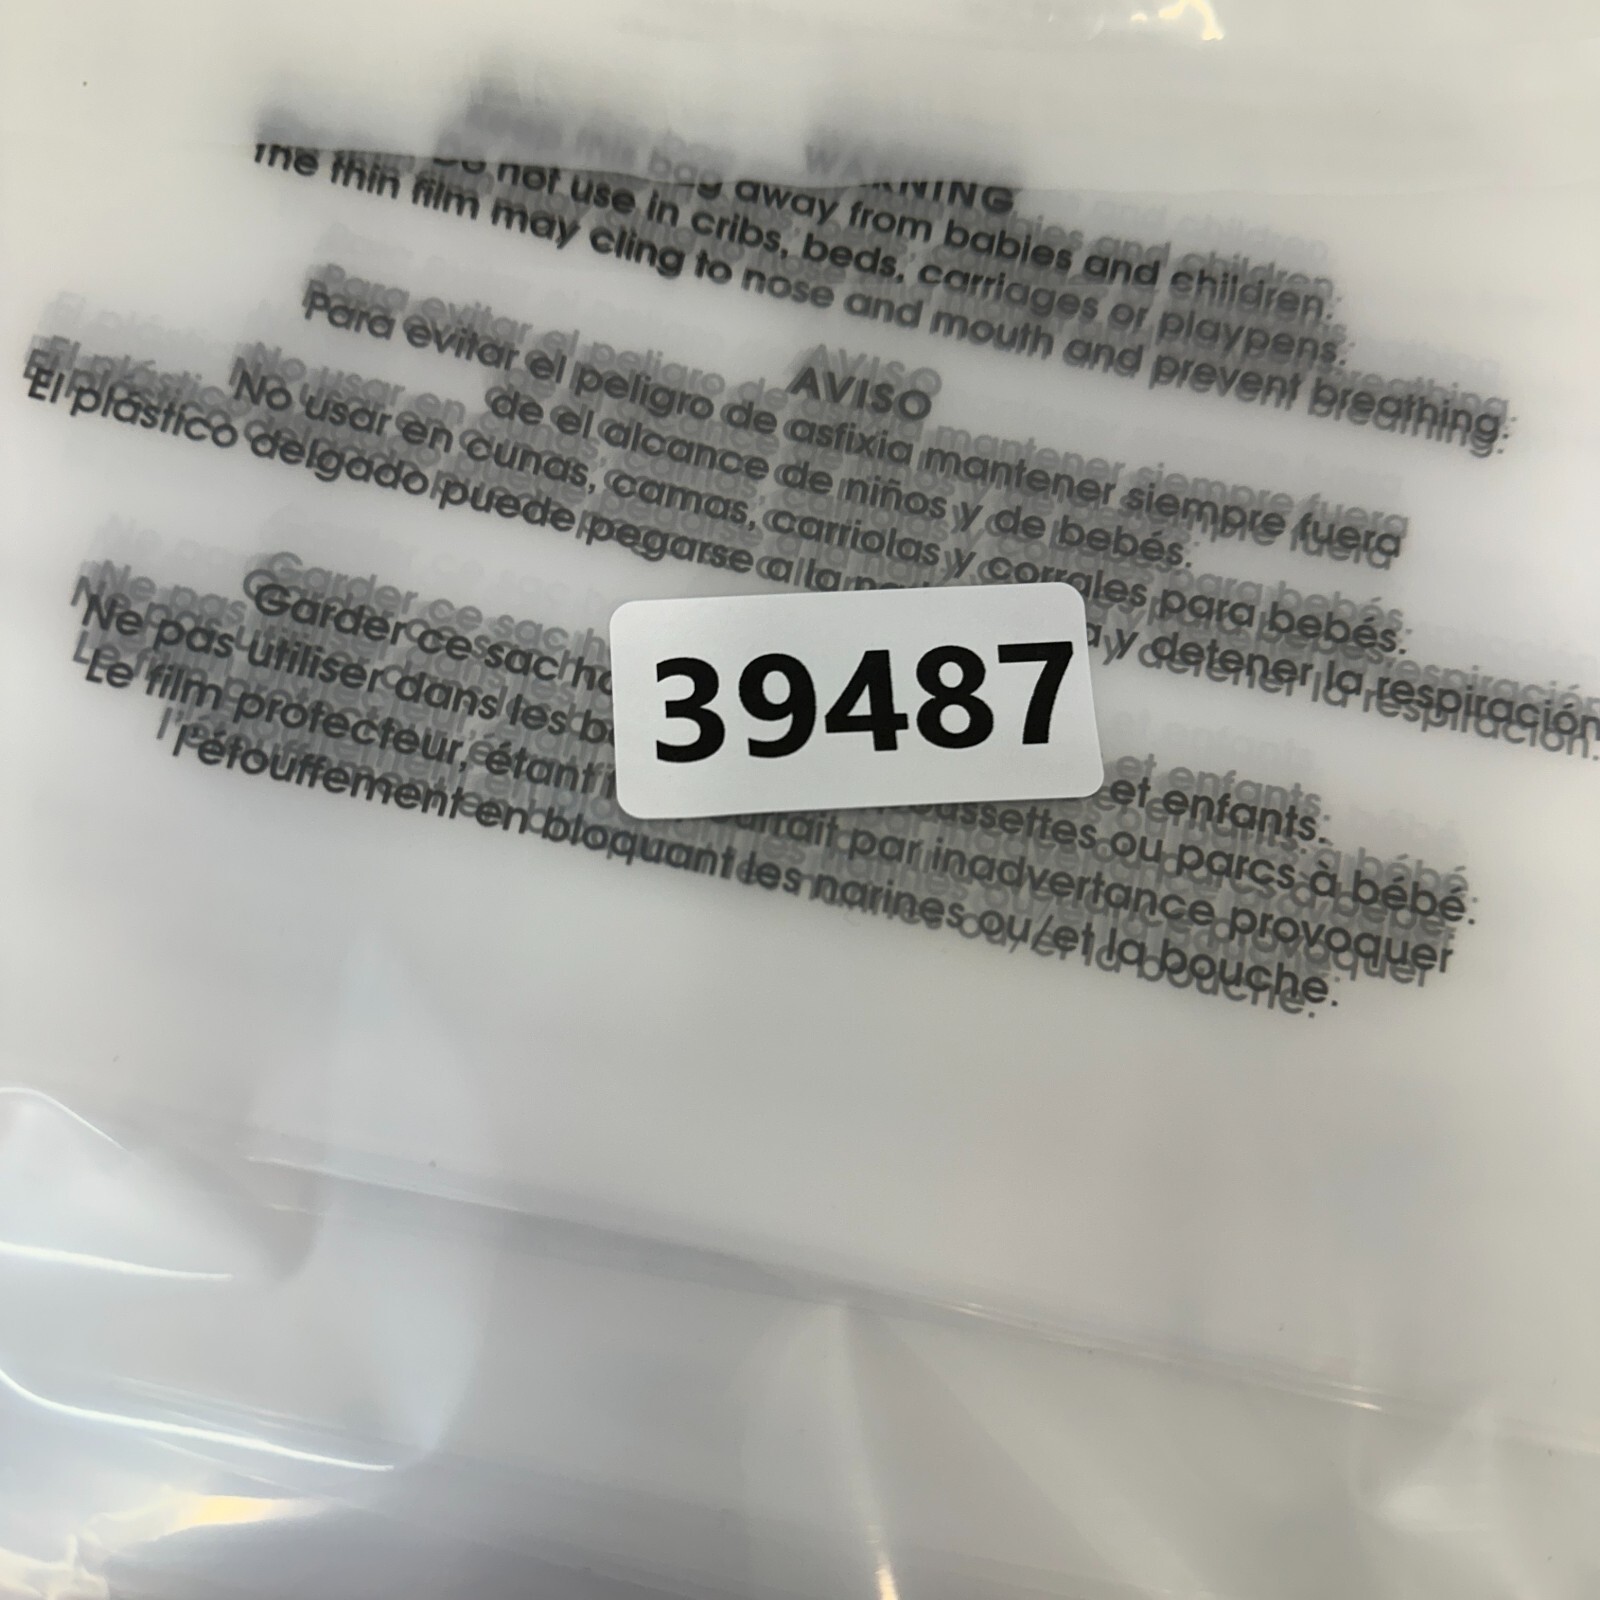 WARNING
this bag away from babies and children.
Do not use in cribs, beds, carriages or playpens.
The thin film may cling to nose and mouth and prevent breathing.
AVISO
Para evitar el peligro de asfixia mantener siempre fuera
de el alcance de niños y de bebés.
No usar en cunas, camas, carriolas y corrales para bebés.
El plástico delgado puede pegarse a la y detener la respiración.
Garder ce sac et enfants.
Ne pas utiliser dans les ou parcs à bébé.
Le film protecteur, étant par inadvertance provoquer
l'étouffement en bloquant les narines ou/et la bouche.
39487